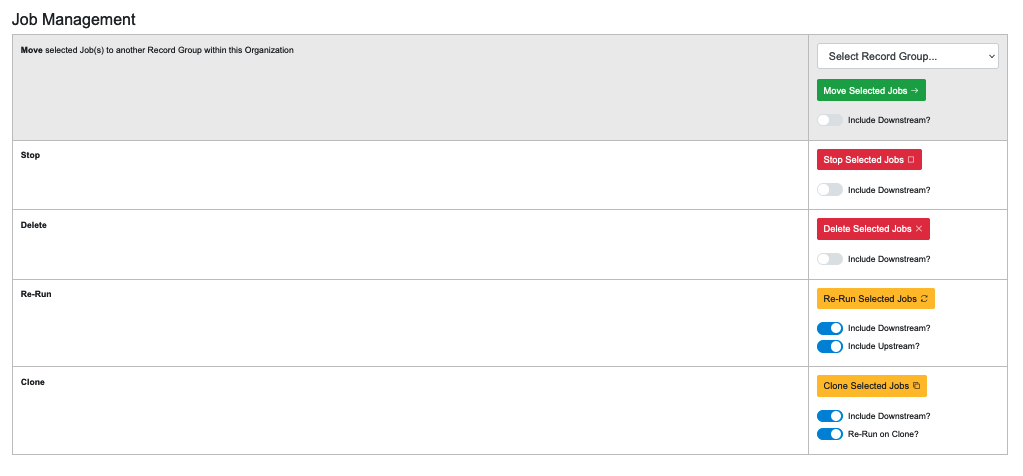 Job Management
Move selected Job(s) to another Record Group within this Organization
Select Record Group...
Move Selected Jobs →
Include Downstream?
Stop
Stop Selected Jobs
Include Downstream?
Delete
Delete Selected Jobs
Include Downstream?
Re-Run
Re-Run Selected Jobs
Include Downstream?
Include Upstream?
Clone
Clone Selected Jobs
Include Downstream?
Re-Run on Clone?